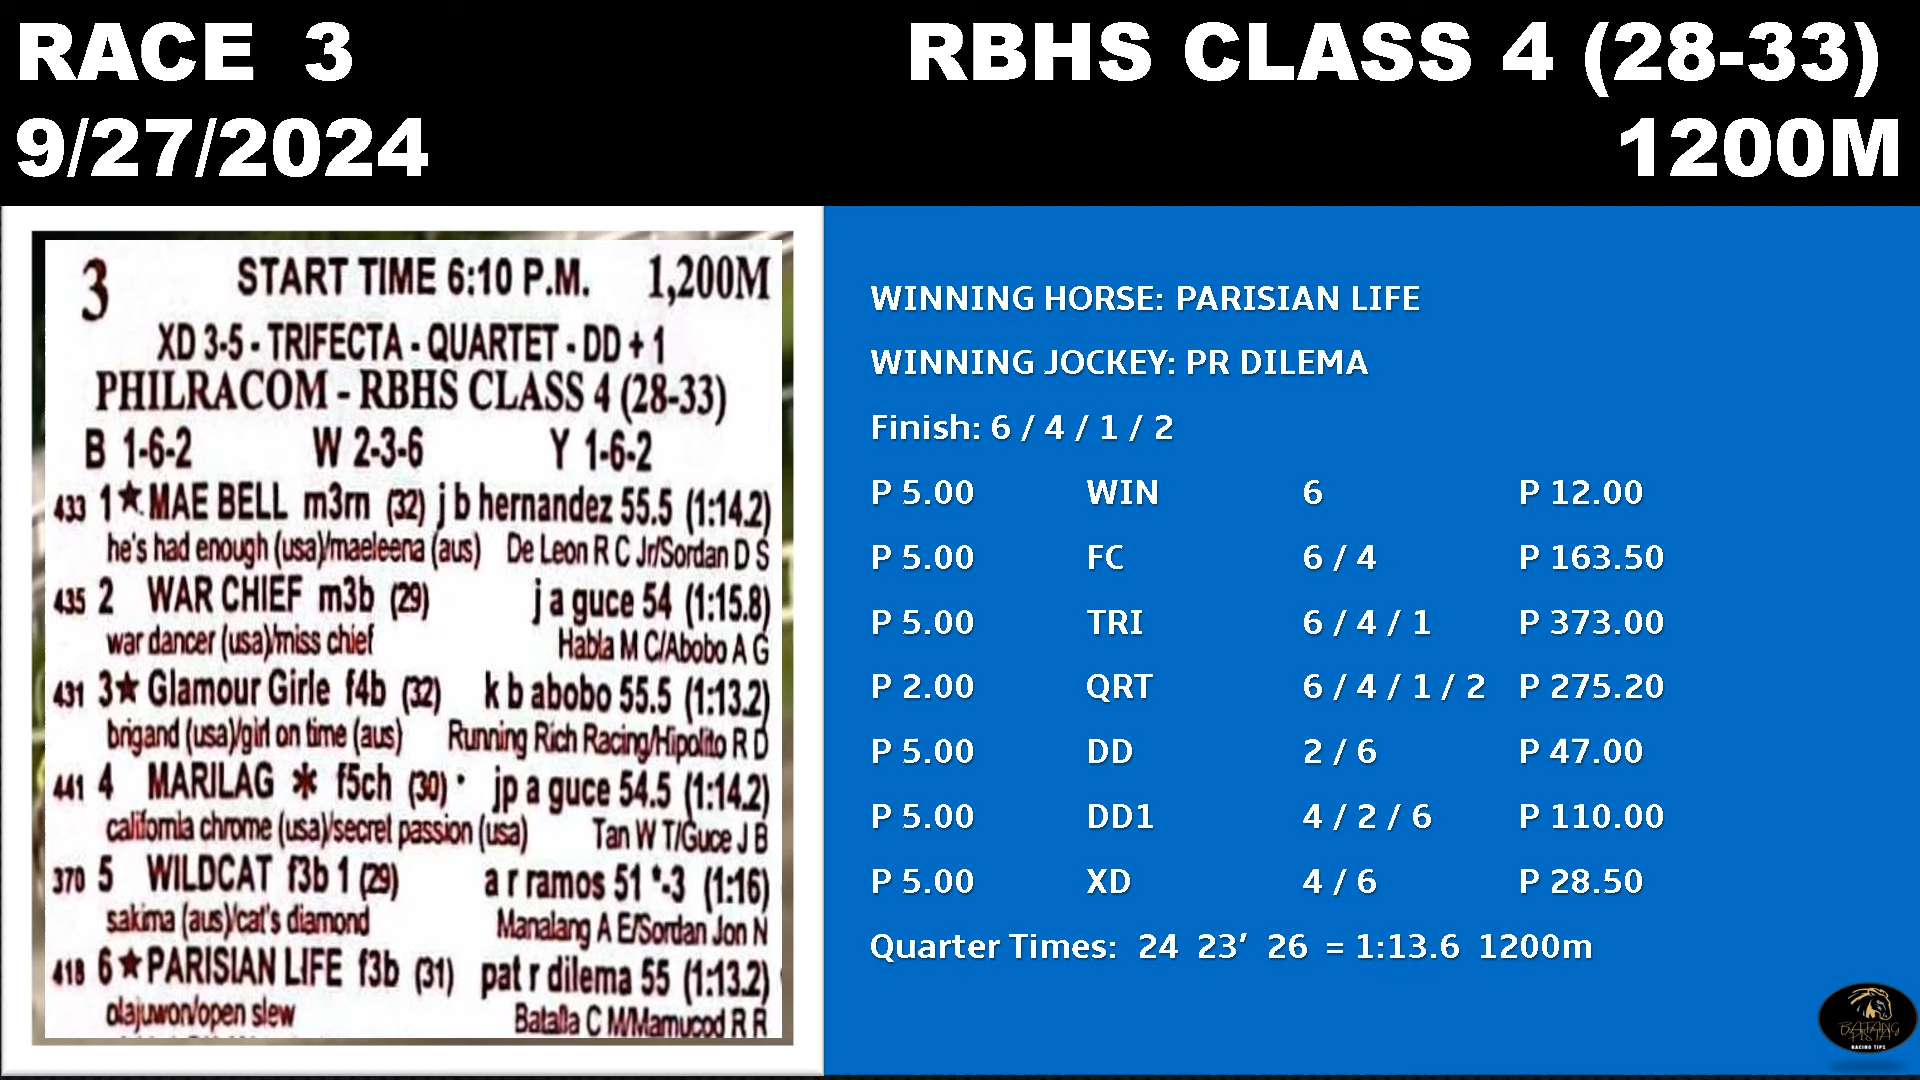 RACE 3 RBHS CLASS 4 (28-33)
9/27/2024 1200M
3 START TIME 6:10 P.M. 1,200M
XD 3-5 - TRIFECTA - QUARTET - DD + 1
PHILRACOM - RBHS CLASS 4 (28-33)
B 1-6-2 W 2-3-6 Y 1-6-2
433 1★MAE BELL m3rn (32) j b hernandez 55.5 (1:14.2)
he's had enough (usa)/maeleena (aus) De Leon R C Jr/Sordan D S
435 2 WAR CHIEF m3b (29) j a guce 54 (1:15.8)
war dancer (usa)/miss chief Habla M C/Abobo A G
431 3★ Glamour Girle f4b (32) k b abobo 55.5 (1:13.2)
brigand (usa)/girl on time (aus) Running Rich Racing/Hipolito R D
441 4 MARILAG * f5ch (30) * jp a guce 54.5 (1:14.2)
california chrome (usa)/secret passion (usa) Tan W T/Guce J B
370 5 WILDCAT f3b 1 (29) a r ramos 51 *-3 (1:16)
sakima (aus)/cat's diamond Manalang A E/Sordan Jon N
418 6★PARISIAN LIFE f3b (31) pat r dilema 55 (1:13.2)
olajuwon/open slew Batalla C M/Mamucod R R
WINNING HORSE: PARISIAN LIFE
WINNING JOCKEY: PR DILEMA
Finish: 6 / 4 / 1 / 2
P 5.00 WIN 6 P 12.00
P 5.00 FC 6 / 4 P 163.50
P 5.00 TRI 6 / 4 / 1 P 373.00
P 2.00 QRT 6 / 4 / 1 / 2 P 275.20
P 5.00 DD 2 / 6 P 47.00
P 5.00 DD1 4 / 2 / 6 P 110.00
P 5.00 XD 4 / 6 P 28.50
Quarter Times: 24 23’ 26 = 1:13.6 1200m
BATANG
PISTA
RACING TIPS